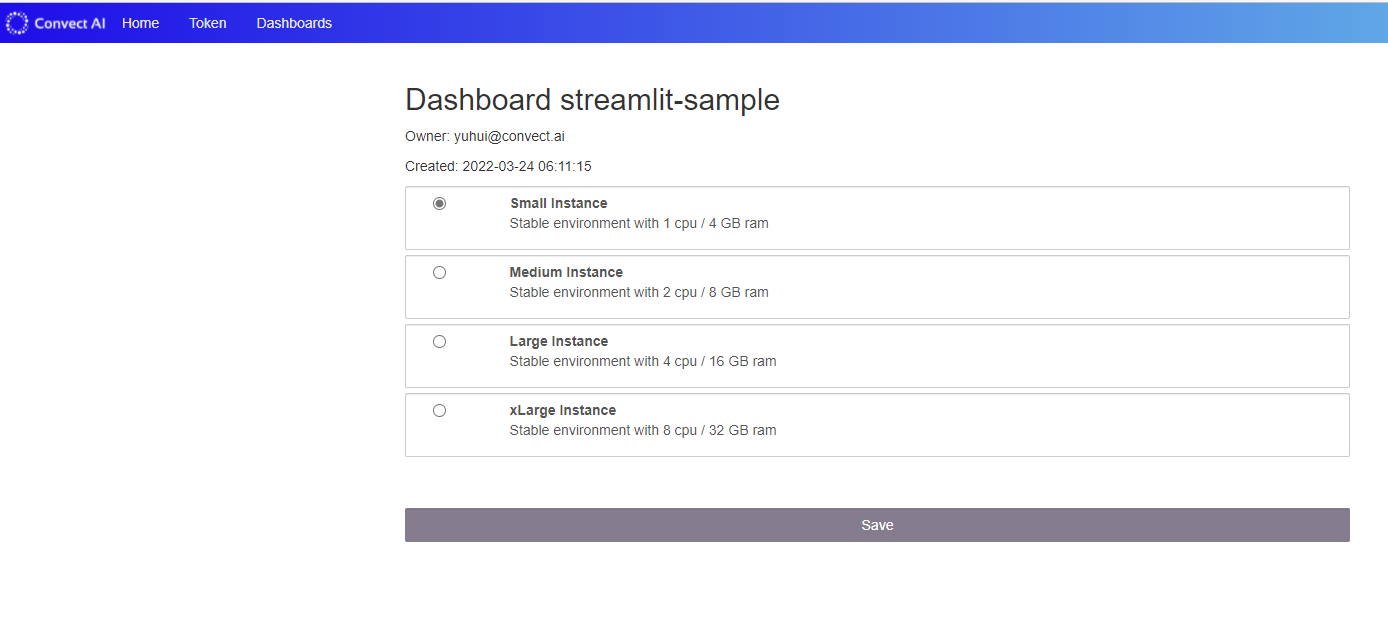 Convect AI Home Token Dashboards
Dashboard streamlit-sample
Owner: yuhui@convect.ai
Created: 2022-03-24 06:11:15
Small Instance
Stable environment with 1 cpu / 4 GB ram
Medium Instance
Stable environment with 2 cpu / 8 GB ram
Large Instance
Stable environment with 4 cpu / 16 GB ram
xLarge Instance
Stable environment with 8 cpu / 32 GB ram
Save